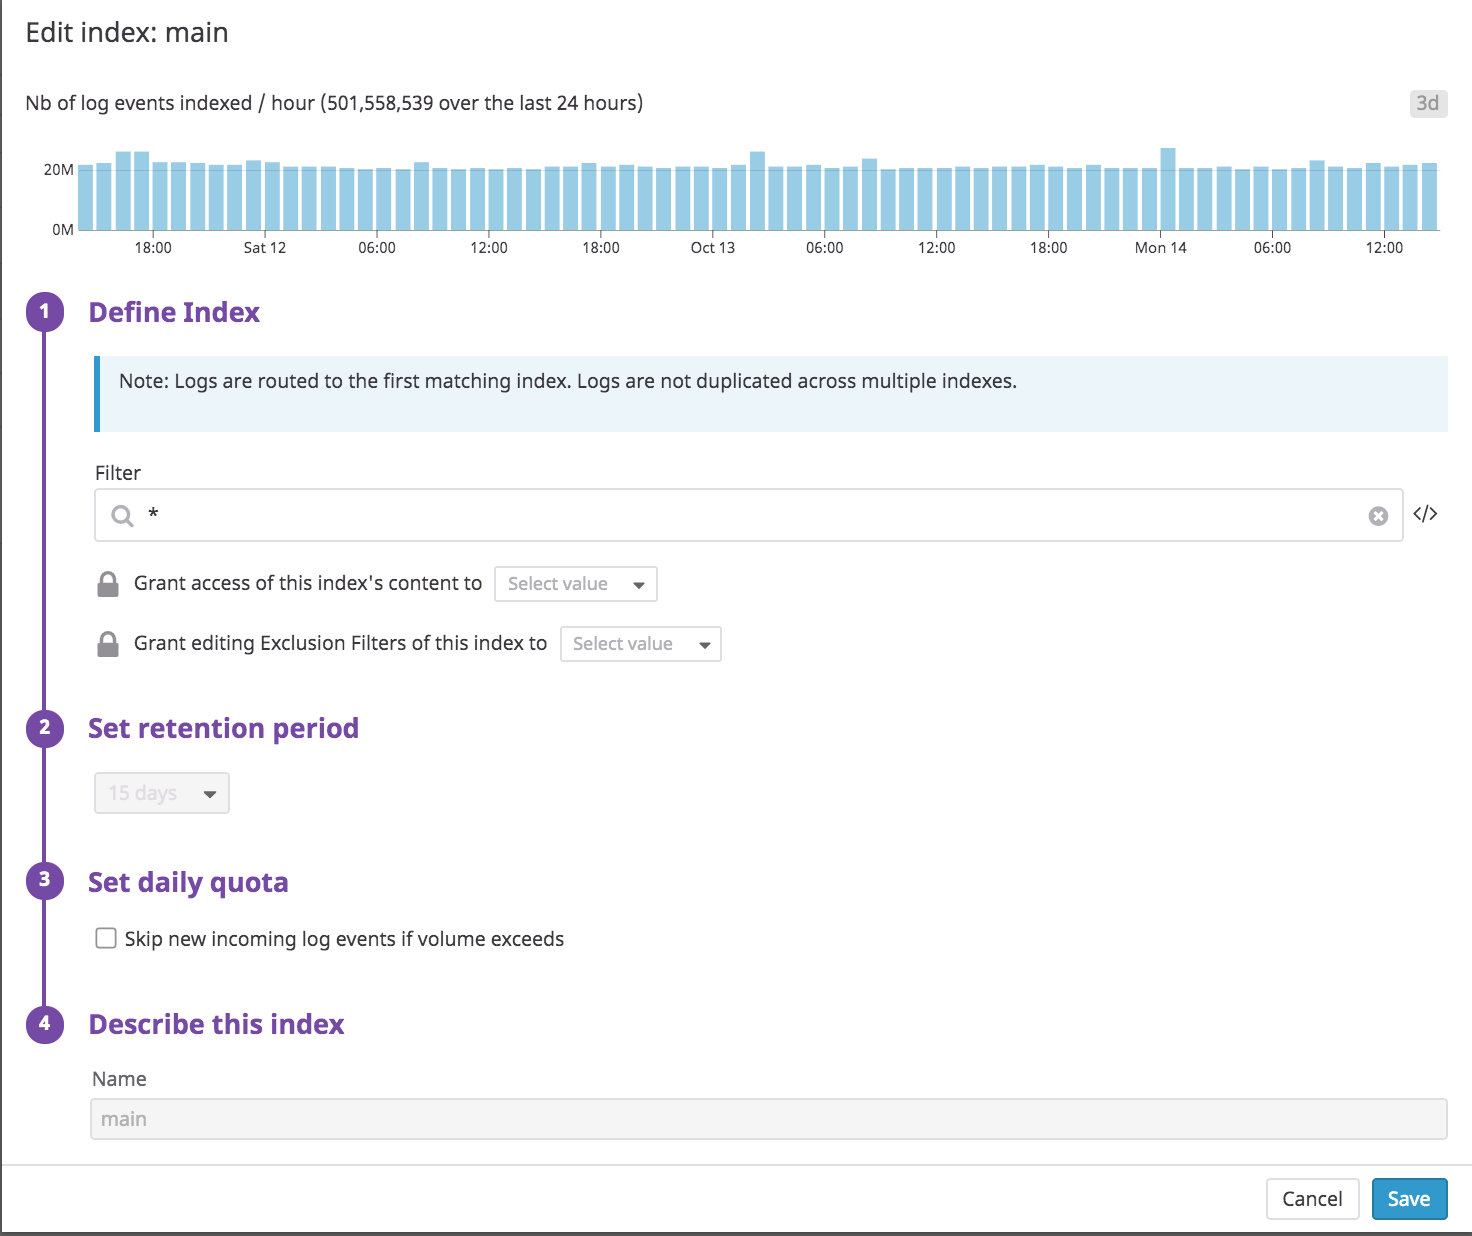 Edit index: main
Nb of log events indexed / hour (501,558,539 over the last 24 hours)
3d
20M
0M
18:00 Sat 12 06:00 12:00 18:00 Oct 13 06:00 12:00 18:00 Mon 14 06:00 12:00
1 Define Index
Note: Logs are routed to the first matching index. Logs are not duplicated across multiple indexes.
Filter
* </>
Grant access of this index's content to Select value
Grant editing Exclusion Filters of this index to Select value
2 Set retention period
15 days
3 Set daily quota
Skip new incoming log events if volume exceeds
4 Describe this index
Name
main
Cancel Save